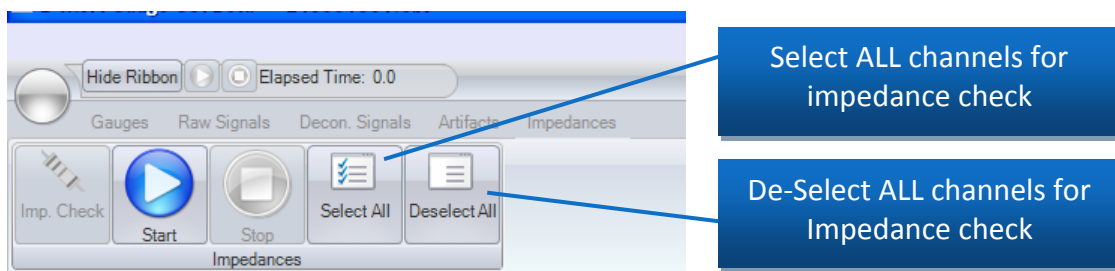 Hide Ribbon Elapsed Time: 0.0
Gauges Raw Signals Decon. Signals Artifacts Impedances
Imp. Check Start Stop Select All Deselect All
Impedances
Select ALL channels for
impedance check
De-Select ALL channels for
Impedance check